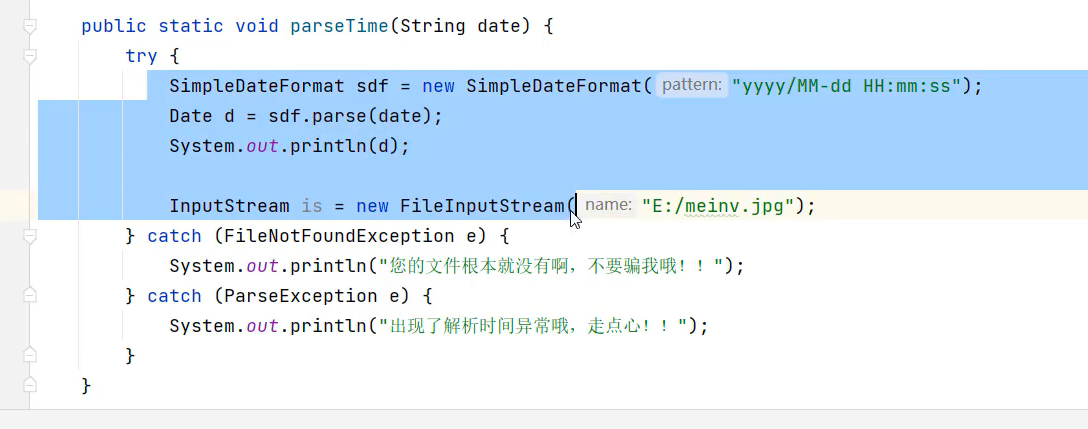 public static void parseTime(String date) {
try {
SimpleDateFormat sdf = new SimpleDateFormat( pattern: "yyyy/MM-dd HH:mm:ss");
Date d = sdf.parse(date);
System.out.println(d);
InputStream is = new FileInputStream( name: "E:/meinv.jpg");
} catch (FileNotFoundException e) {
System.out.println("您的文件根本就没有啊，不要骗我哦！！");
} catch (ParseException e) {
System.out.println("出现了解析时间异常哦，走点心！！");
}
}